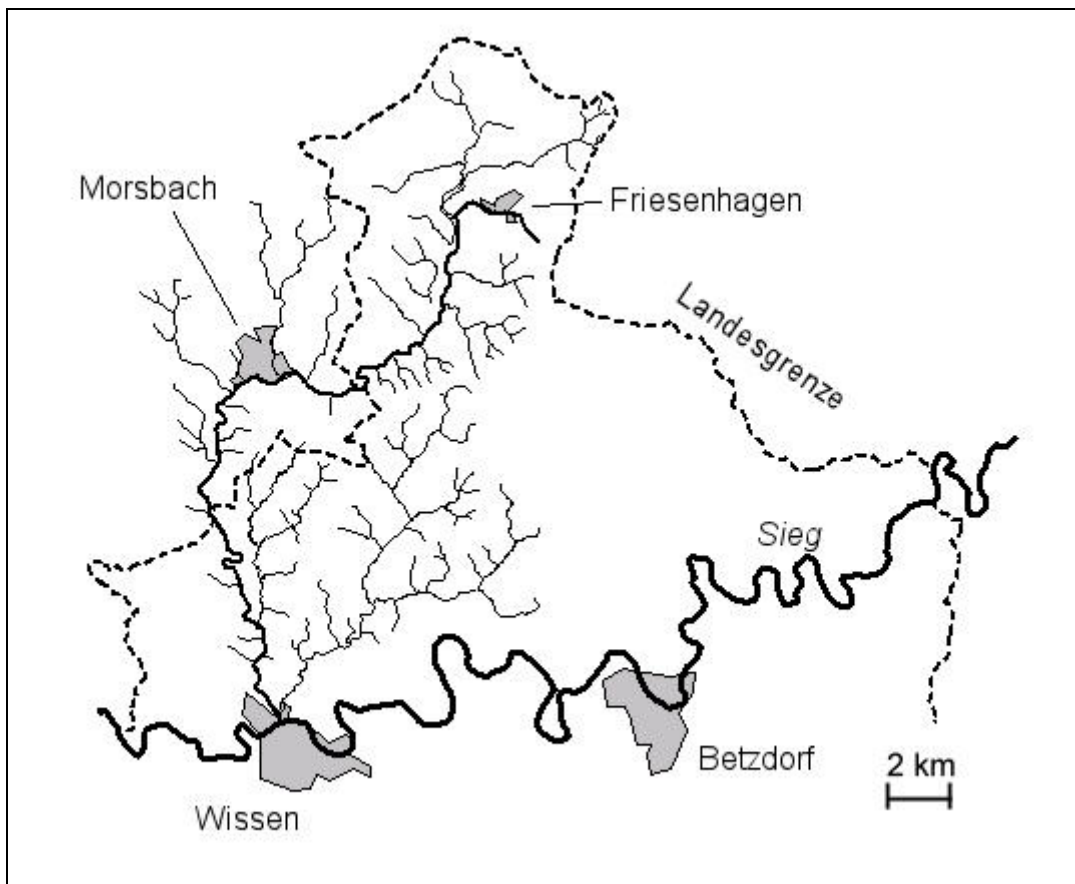 Morsbach
Friesenhagen
Landesgrenze
Sieg
Betzdorf
2 km
Wissen